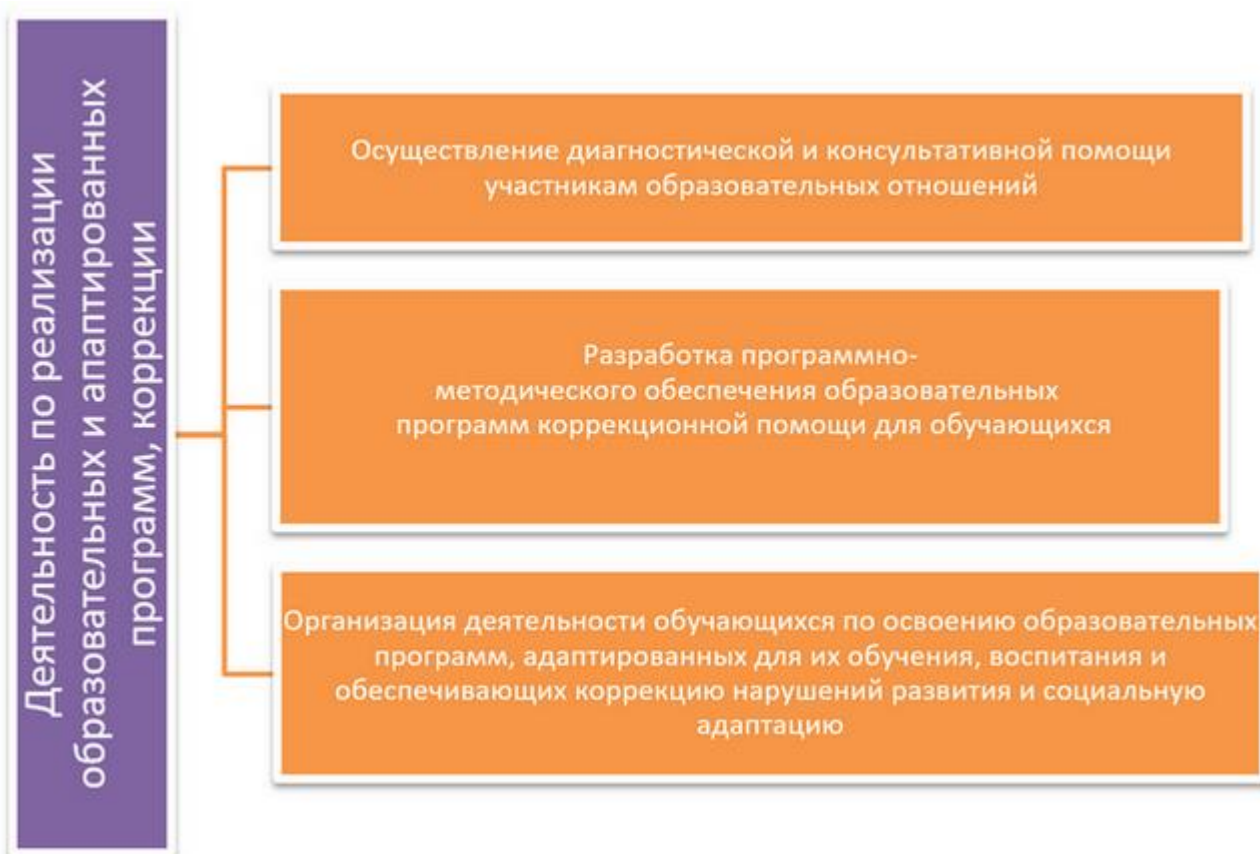 Деятельность по реализации
образовательных и апаптированных
программ, коррекции
Осуществление диагностической и консультативной помощи
участникам образовательных отношений
Разработка программно-
методического обеспечения образовательных
программ коррекционной помощи для обучающихся
Организация деятельности обучающихся по освоению образовательных
программ, адаптированных для их обучения, воспитания и
обеспечивающих коррекцию нарушений развития и социальную
адаптацию